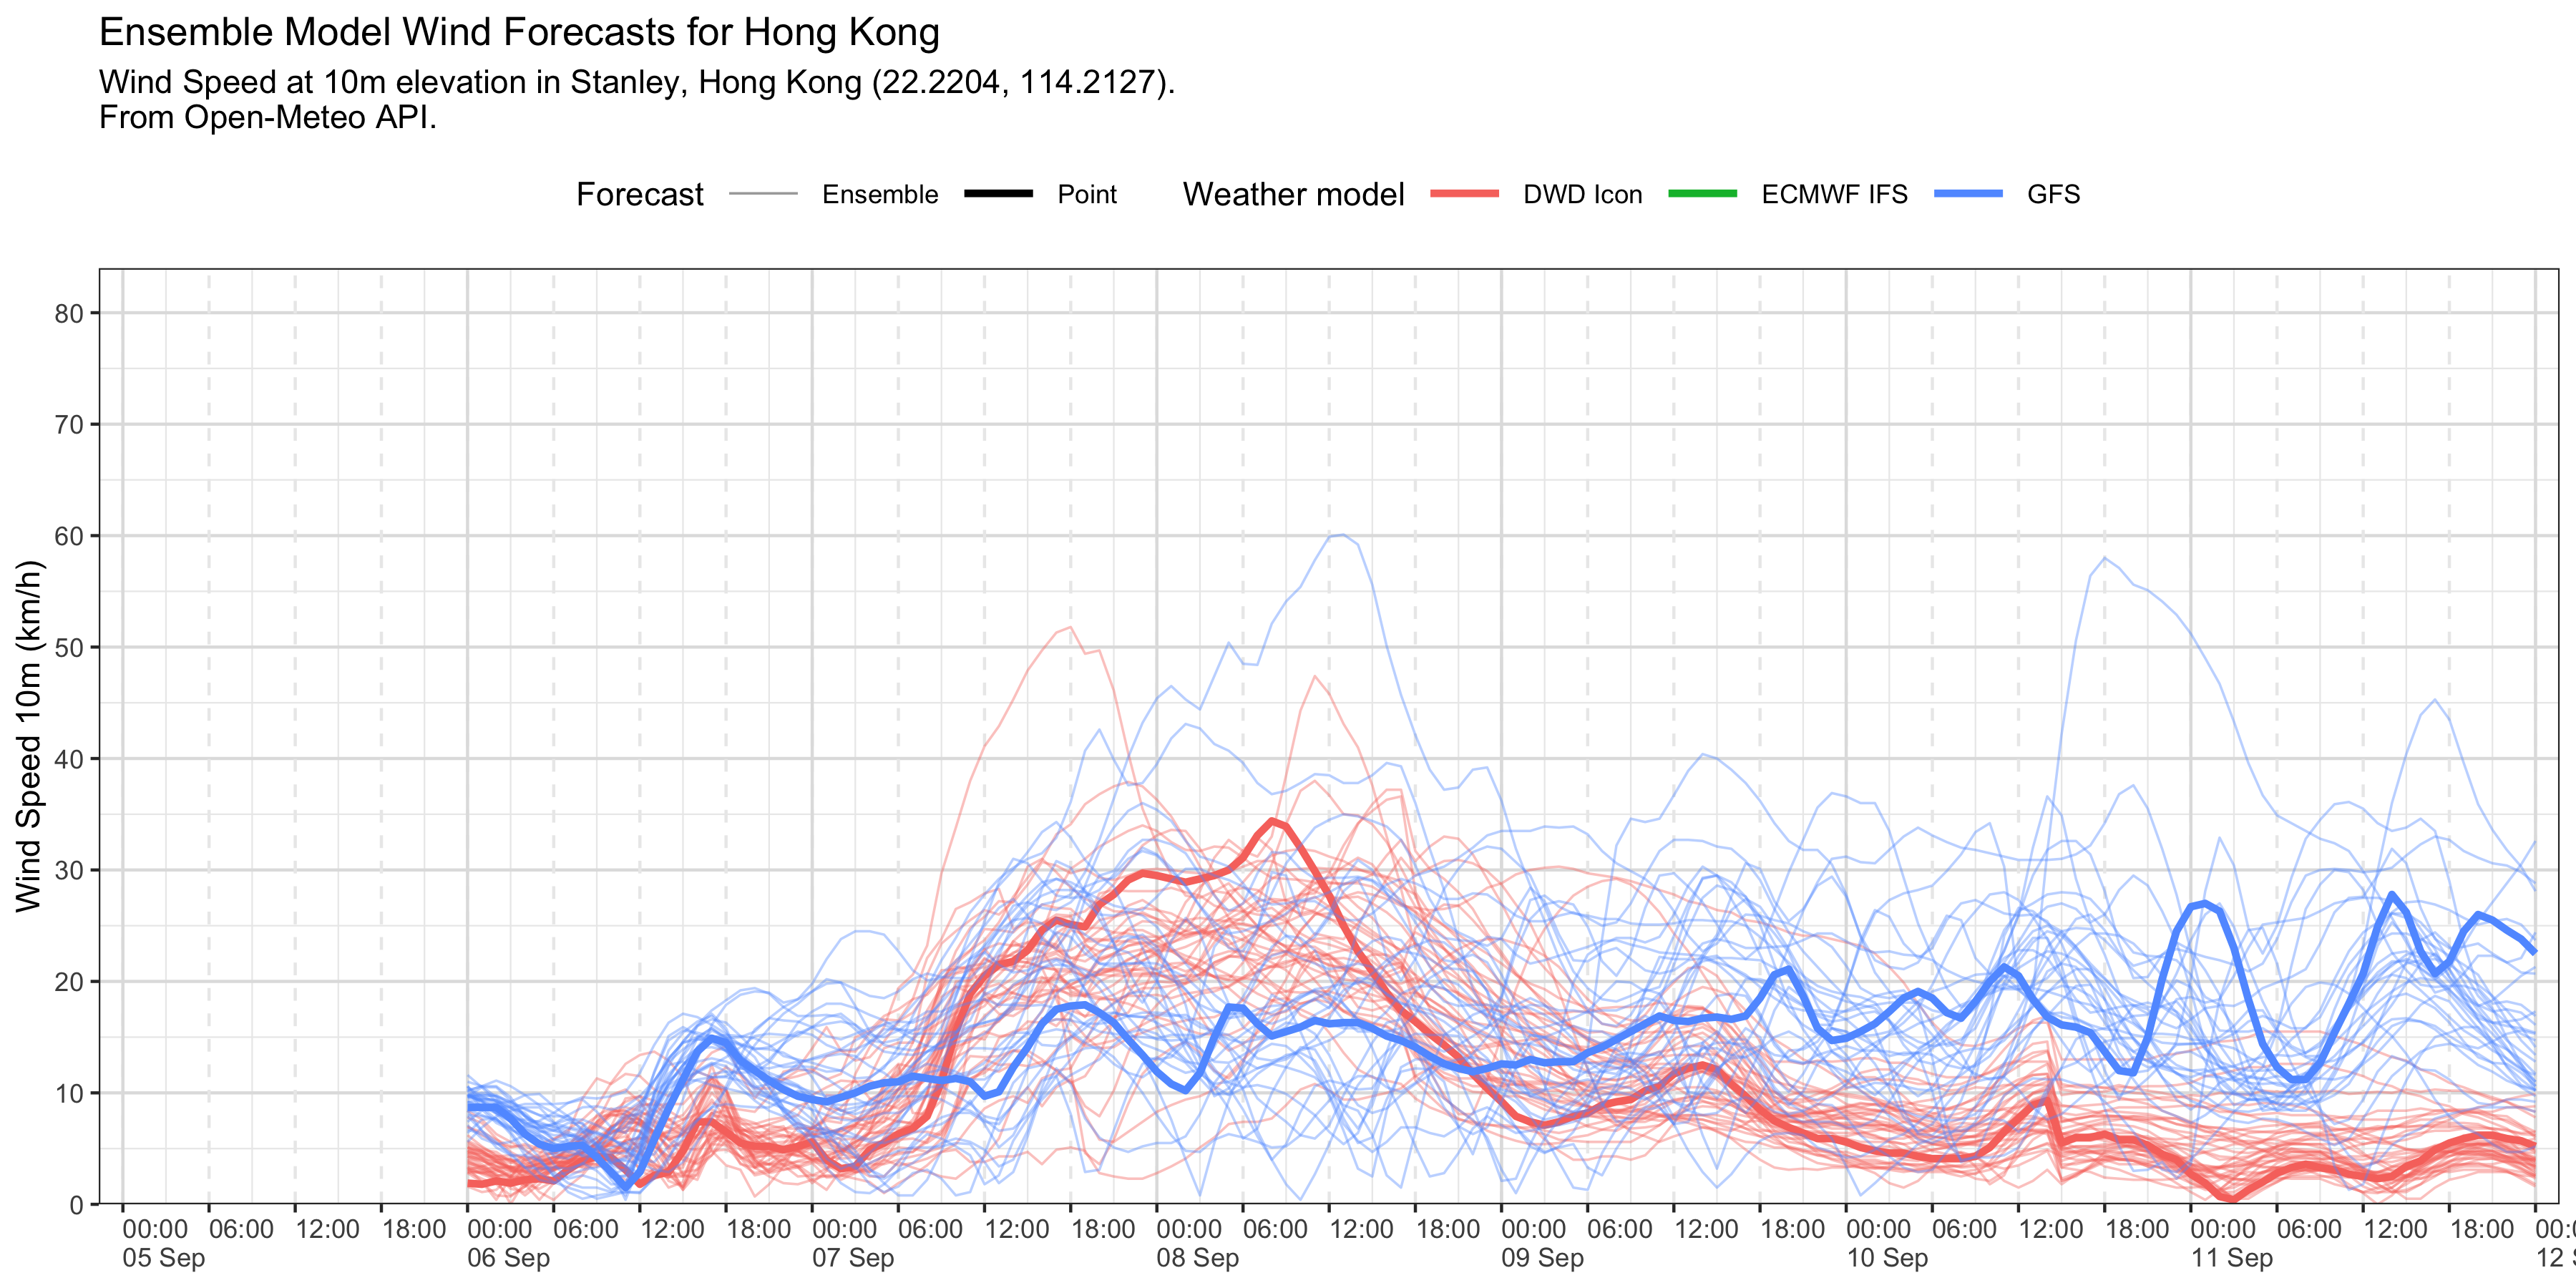 Ensemble Model Wind Forecasts for Hong Kong
Wind Speed at 10m elevation in Stanley, Hong Kong (22.2204, 114.2127).
From Open-Meteo API.
Forecast Ensemble Point Weather model DWD Icon ECMWF IFS GFS
Wind Speed 10m (km/h)
80
70
60
50
40
30
20
10
0
00:00 06:00 12:00 18:00 00:00 06:00 12:00 18:00 00:00 06:00 12:00 18:00 00:00 06:00 12:00 18:00 00:00 06:00 12:00 18:00 00:00 06:00 12:00 18:00 00:00 06:00 12:00 18:00
05 Sep 06 Sep 07 Sep 08 Sep 09 Sep 10 Sep 11 Sep 12